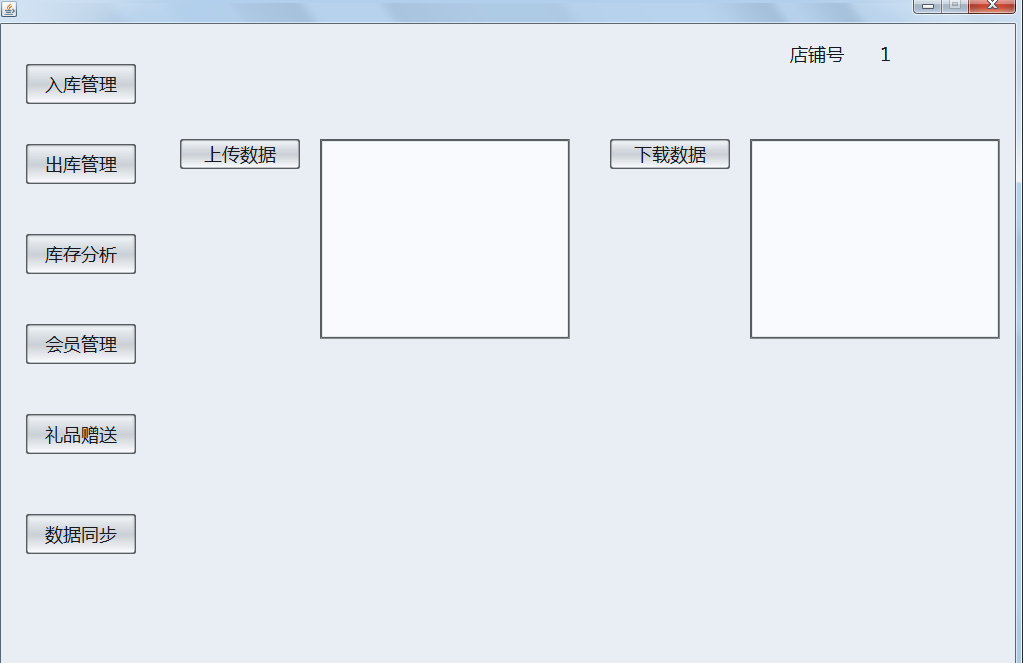 店铺号 1
入库管理
出库管理
上传数据 下载数据
库存分析
会员管理
礼品赠送
数据同步